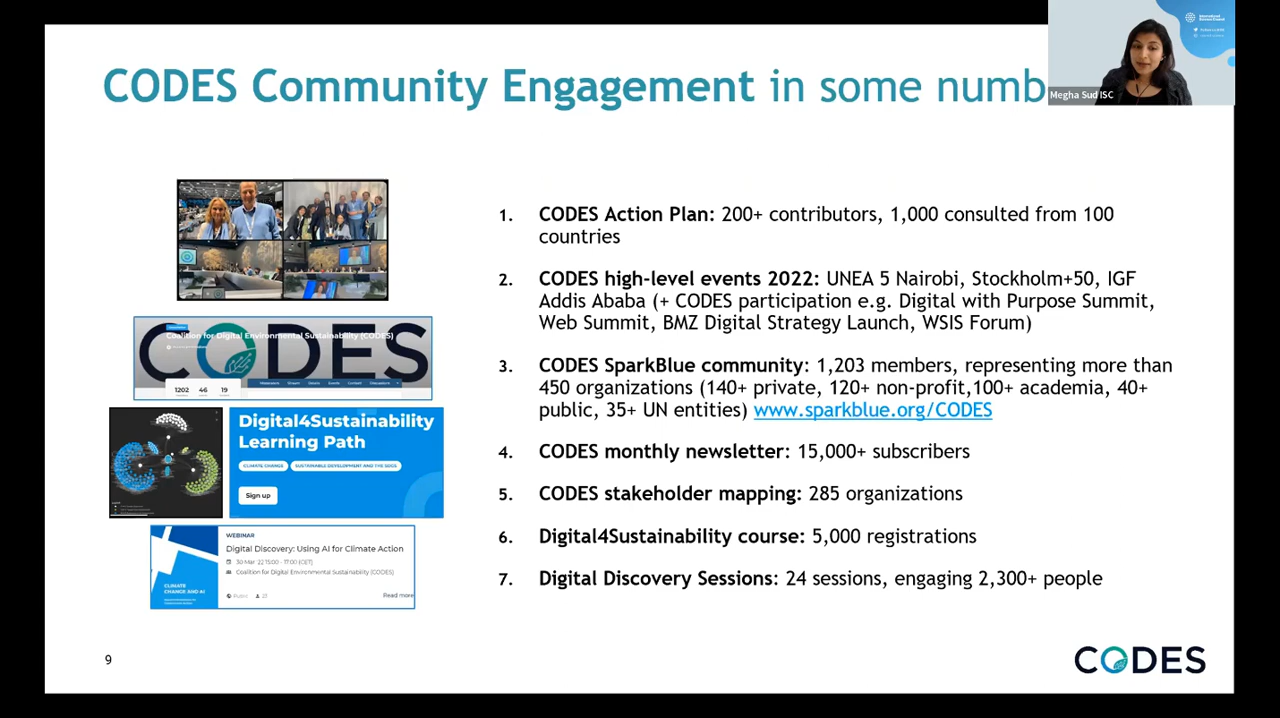 CODES Community Engagement in some numb
Megha Sud ISC
1. CODES Action Plan: 200+ contributors, 1,000 consulted from 100
countries
2. CODES high-level events 2022: UNEA 5 Nairobi, Stockholm+50, IGF
Addis Ababa (+ CODES participation e.g. Digital with Purpose Summit,
Web Summit, BMZ Digital Strategy Launch, WSIS Forum)
3. CODES SparkBlue community: 1,203 members, representing more than
450 organizations (140+ private, 120+ non-profit,100+ academia, 40+
public, 35+ UN entities) www.sparkblue.org/CODES
4. CODES monthly newsletter: 15,000+ subscribers
5. CODES stakeholder mapping: 285 organizations
6. Digital4Sustainability course: 5,000 registrations
7. Digital Discovery Sessions: 24 sessions, engaging 2,300+ people
CODES
Coalition for Digital Environmental Sustainability (CODES)
1202 46 19
Digital4Sustainability
Learning Path
CLIMATE CHANGE SUSTAINABLE DEVELOPMENT AND THE SDGS
Sign up
WEBINAR
Digital Discovery: Using AI for Climate Action
30 Mar '22 15:00 - 17:00 (CET)
Coalition for Digital Environmental Sustainability (CODES)
Public 23
Read more
CLIMATE
CHANGE AND AI
9
CODES